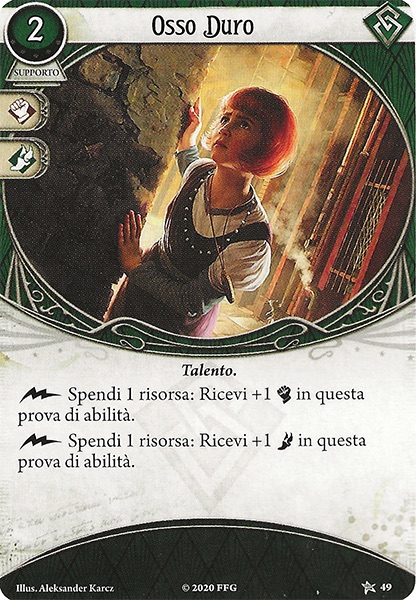 2
Osso Duro
SUPPORTO
Talento.
Spendi 1 risorsa: Ricevi +1 in questa
prova di abilità.
Spendi 1 risorsa: Ricevi +1 in questa
prova di abilità.
Illus. Aleksander Karcz
© 2020 FFG
49